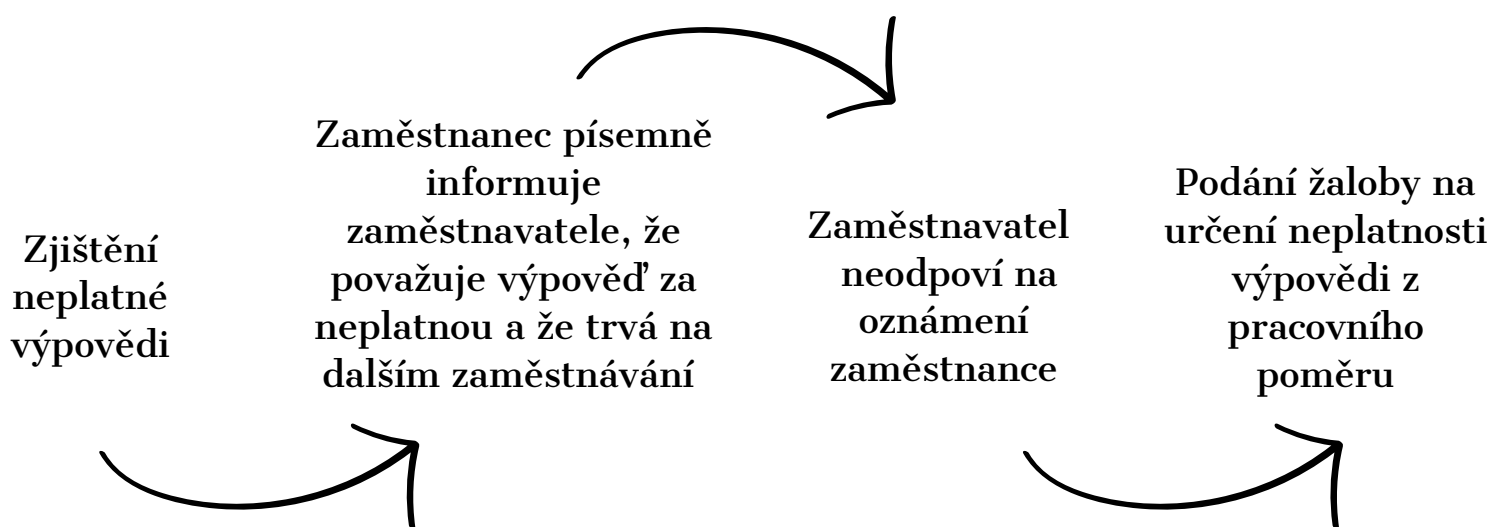 Zjištění
neplatné
výpovědi
Zaměstnanec písemně
informuje
zaměstnavatele, že
považuje výpověď za
neplatnou a že trvá na
dalším zaměstnávání
Zaměstnavatel
neodpoví na
oznámení
zaměstnance
Podání žaloby na
určení neplatnosti
výpovědi z
pracovního
poměru